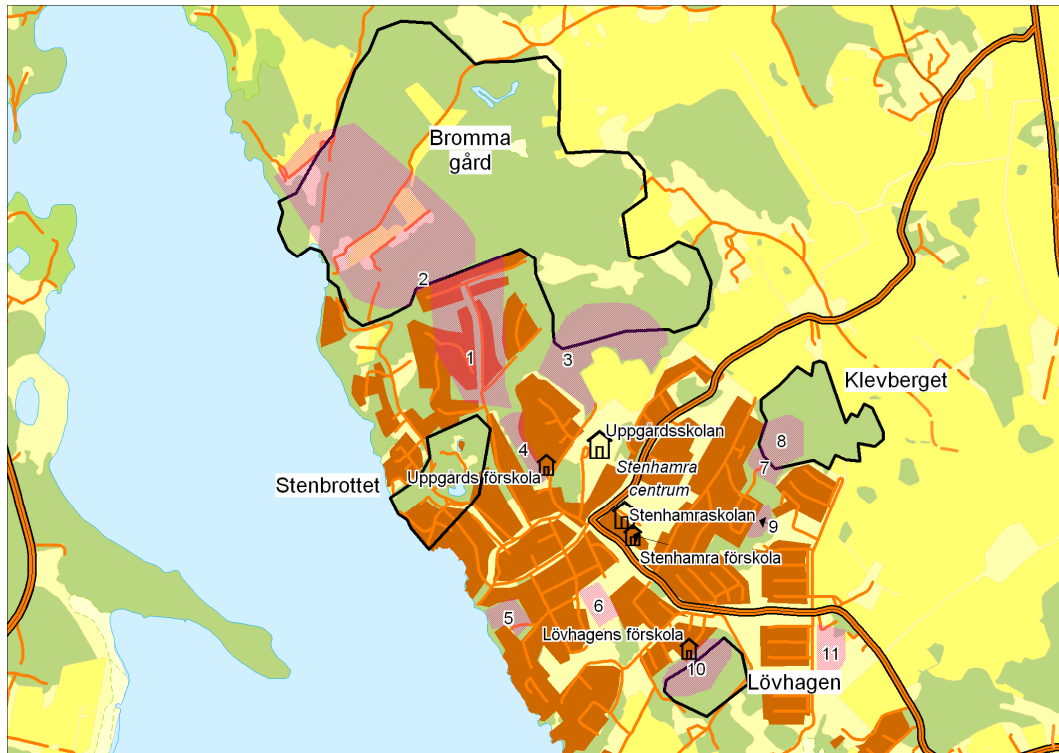 Bromma
gård
2
1
3
Klevberget
Uppgårdsskolan
8
4
Stenhamra
centrum
7
Uppgårds förskola
Stenbrottet
Stenhamraskolan
9
Stenhamra förskola
5
6
Lövhagens förskola
11
10
Lövhagen